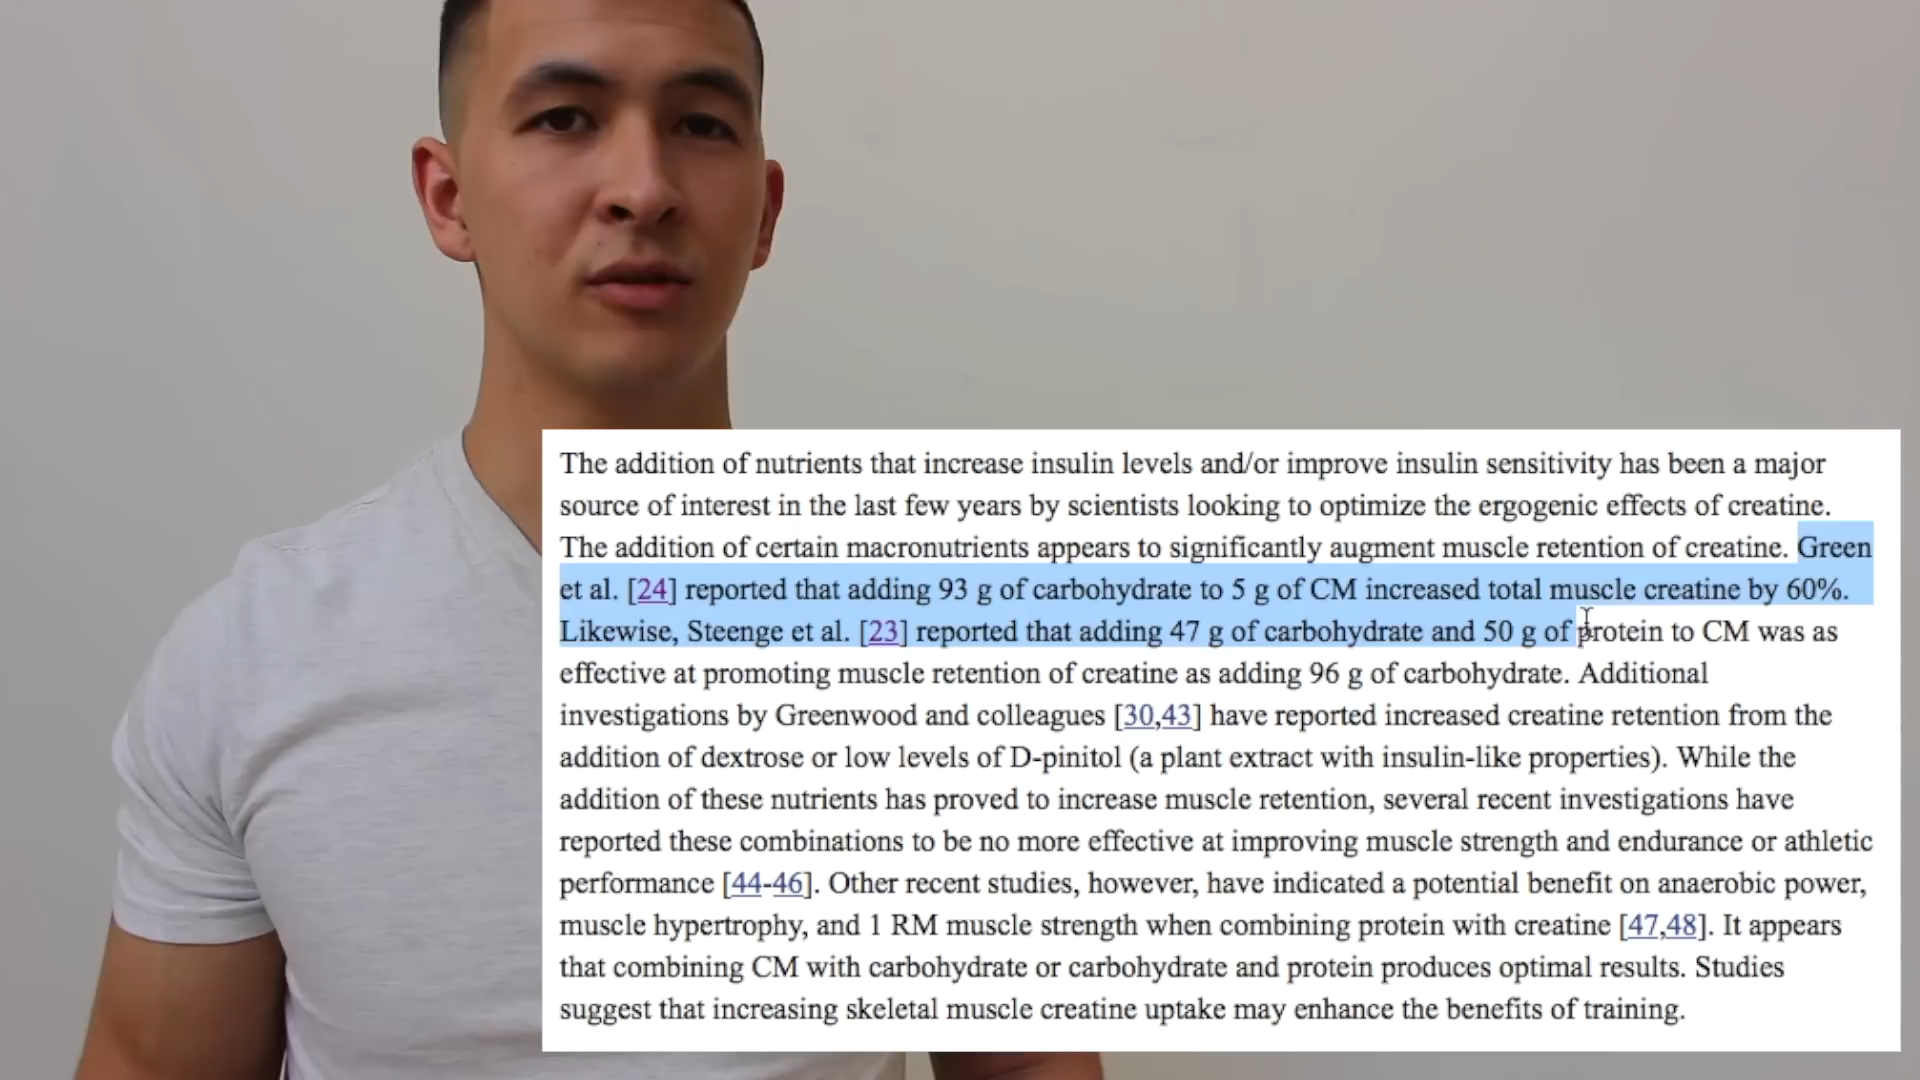 The addition of nutrients that increase insulin levels and/or improve insulin sensitivity has been a major
source of interest in the last few years by scientists looking to optimize the ergogenic effects of creatine.
The addition of certain macronutrients appears to significantly augment muscle retention of creatine. Green
et al. [24] reported that adding 93 g of carbohydrate to 5 g of CM increased total muscle creatine by 60%.
Likewise, Steenge et al. [23] reported that adding 47 g of carbohydrate and 50 g of protein to CM was as
effective at promoting muscle retention of creatine as adding 96 g of carbohydrate. Additional
investigations by Greenwood and colleagues [30,43] have reported increased creatine retention from the
addition of dextrose or low levels of D-pinitol (a plant extract with insulin-like properties). While the
addition of these nutrients has proved to increase muscle retention, several recent investigations have
reported these combinations to be no more effective at improving muscle strength and endurance or athletic
performance [44-46]. Other recent studies, however, have indicated a potential benefit on anaerobic power,
muscle hypertrophy, and 1 RM muscle strength when combining protein with creatine [47,48]. It appears
that combining CM with carbohydrate or carbohydrate and protein produces optimal results. Studies
suggest that increasing skeletal muscle creatine uptake may enhance the benefits of training.